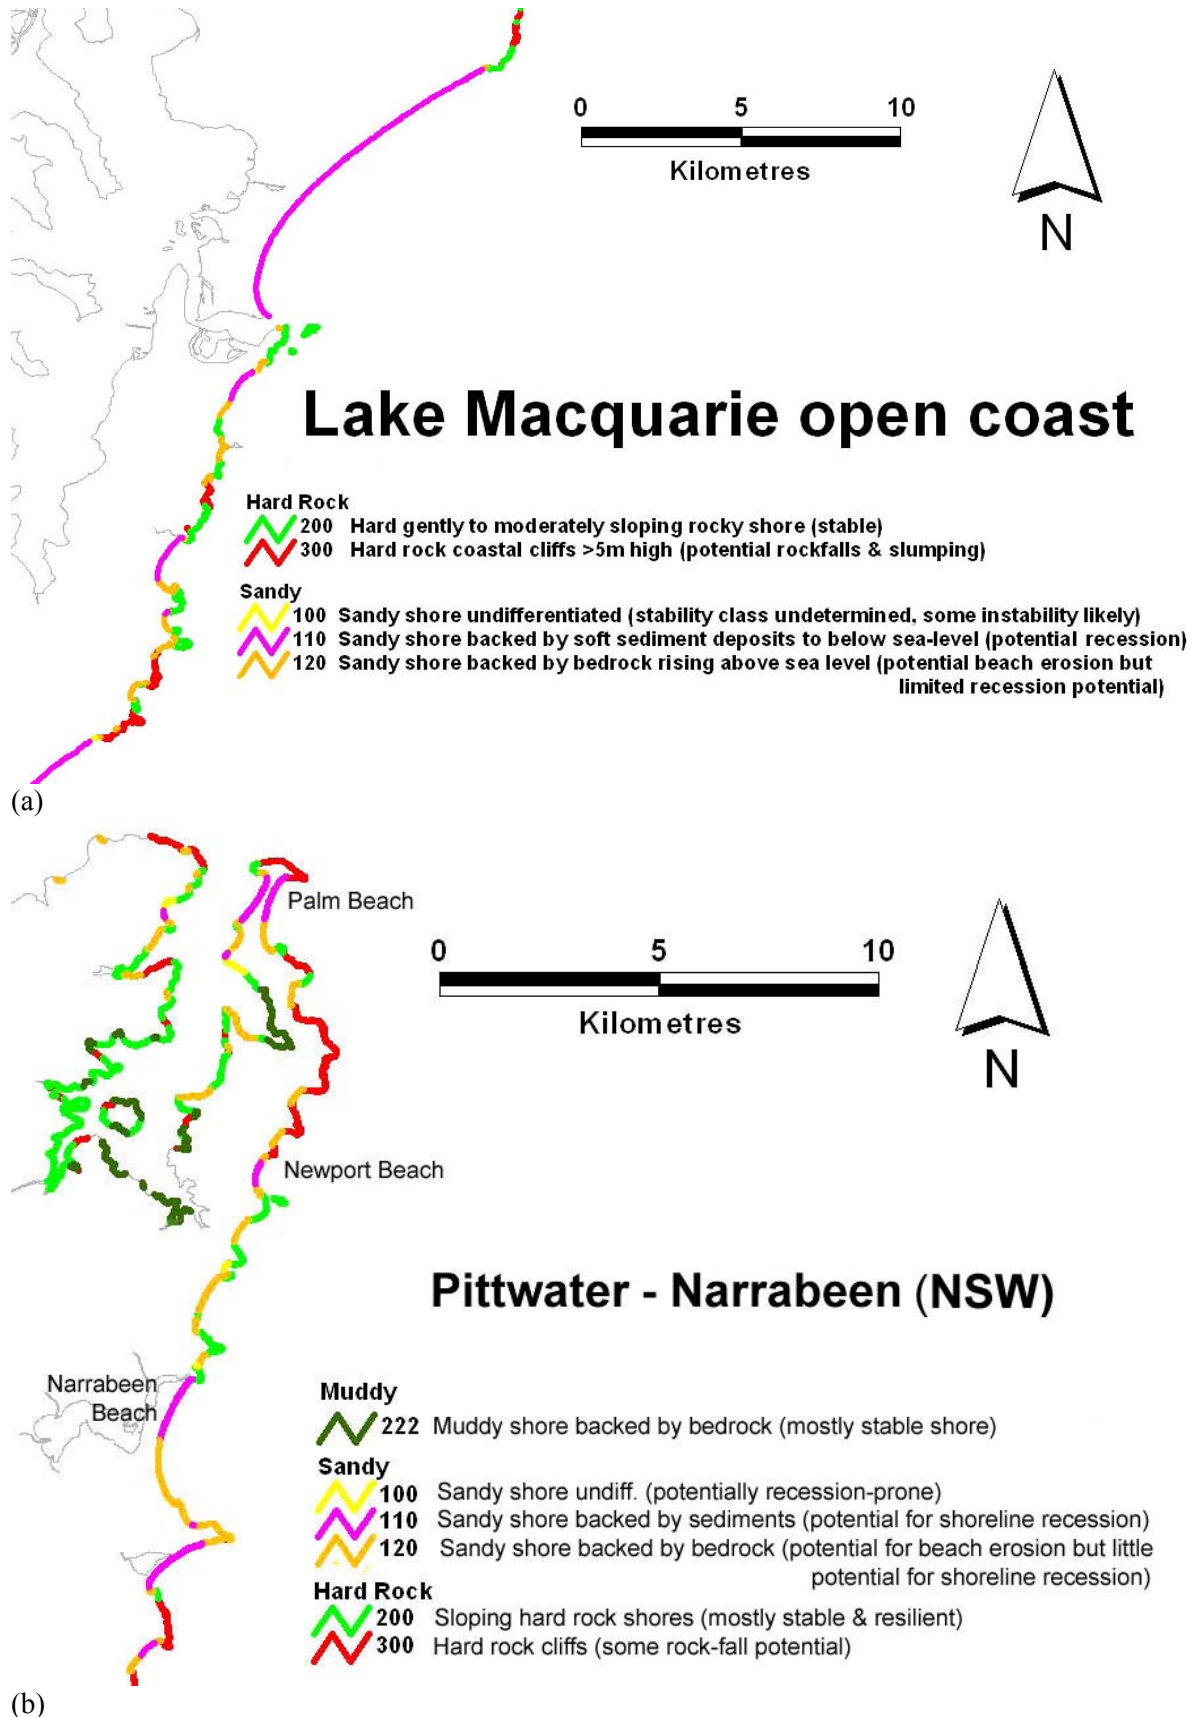 0 5 10
Kilometres
N
Lake Macquarie open coast
Hard Rock
200 Hard gently to moderately sloping rocky shore (stable)
300 Hard rock coastal cliffs >5m high (potential rockfalls & slumping)
Sandy
100 Sandy shore undifferentiated (stability class undetermined, some instability likely)
110 Sandy shore backed by soft sediment deposits to below sea-level (potential recession)
120 Sandy shore backed by bedrock rising above sea level (potential beach erosion but
limited recession potential)
(a)
Palm Beach
0 5 10
Kilometres
N
Newport Beach
Pittwater - Narrabeen (NSW)
Narrabeen
Beach
Muddy
222 Muddy shore backed by bedrock (mostly stable shore)
Sandy
100 Sandy shore undiff. (potentially recession-prone)
110 Sandy shore backed by sediments (potential for shoreline recession)
120 Sandy shore backed by bedrock (potential for beach erosion but little
potential for shoreline recession)
Hard Rock
200 Sloping hard rock shores (mostly stable & resilient)
300 Hard rock cliffs (some rock-fall potential)
(b)